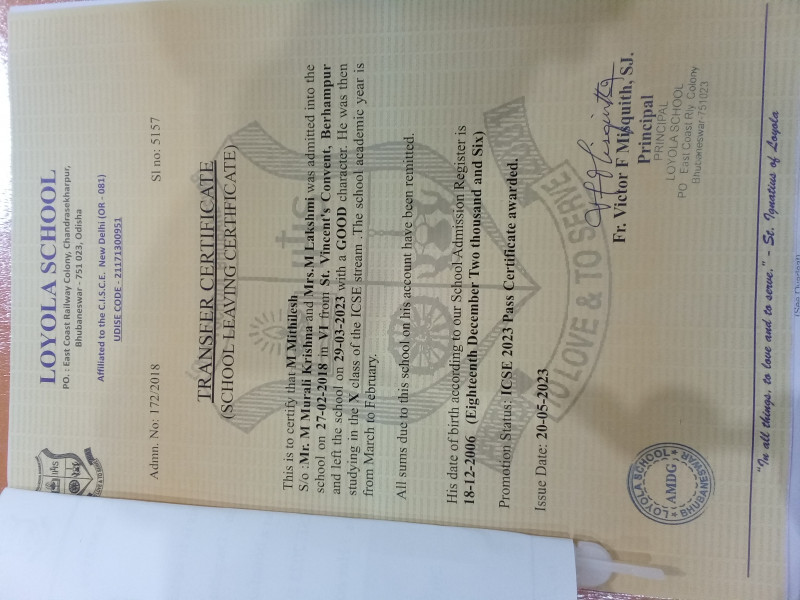 LOYOLA SCHOOL
PO. : East Coast Railway Colony, Chandrasekharpur,
Bhubaneswar - 751 023, Odisha
Affiliated to the C.I.S.C.E. New Delhi (OR - 081)
UDISE CODE - 21171300951
IHS
Admn. No: 172/2018 Sl no: 5157
TRANSFER CERTIFICATE
(SCHOOL LEAVING CERTIFICATE)
This is to certify that M Mithilesh
S/o :Mr. M Murali Krishna and Mrs.M Lakshmi was admitted into the
school on 27-02-2018 in VI from St. Vincent's Convent, Berhampur
and left the school on 29-03-2023 with a GOOD character. He was then
studying in the X class of the ICSE stream .The school academic year is
from March to February.
All sums due to this school on his account have been remitted.
His date of birth according to our School Admission Register is
18-12-2006 (Eighteenth December Two thousand and Six)
Promotion Status: ICSE 2023 Pass Certificate awarded.
Issue Date: 20-05-2023
TO LOVE & TO SERVE
Fr. Victor F Misquith, SJ.
Principal
PRINCIPAL
LOYOLA SCHOOL
PO East Coast Rly. Colony
Bhubaneswar-751023
LOYOLA SCHOOL
AMDG
BHUBANESWAR
"In all things, to love and to serve." - St. Ignatius of Loyola
(See Overleaf)